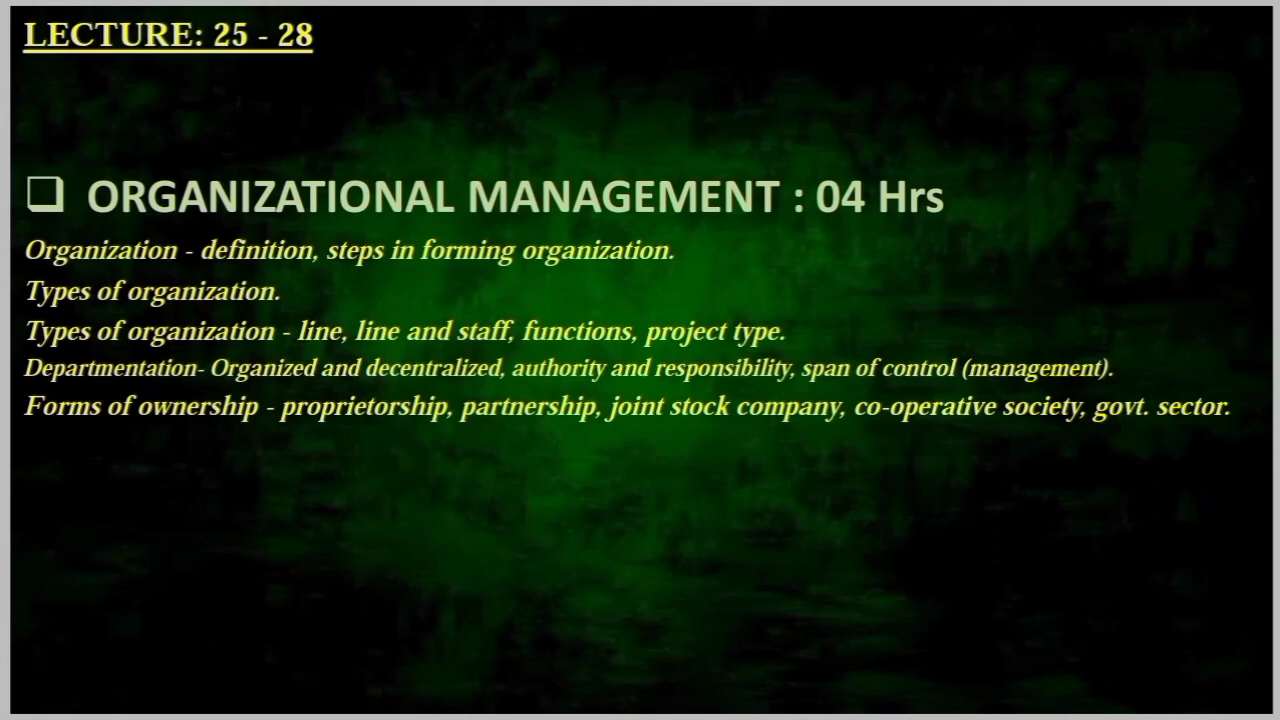 LECTURE: 25 - 28
❑ ORGANIZATIONAL MANAGEMENT : 04 Hrs
Organization - definition, steps in forming organization.
Types of organization.
Types of organization - line, line and staff, functions, project type.
Departmentation- Organized and decentralized, authority and responsibility, span of control (management).
Forms of ownership - proprietorship, partnership, joint stock company, co-operative society, govt. sector.